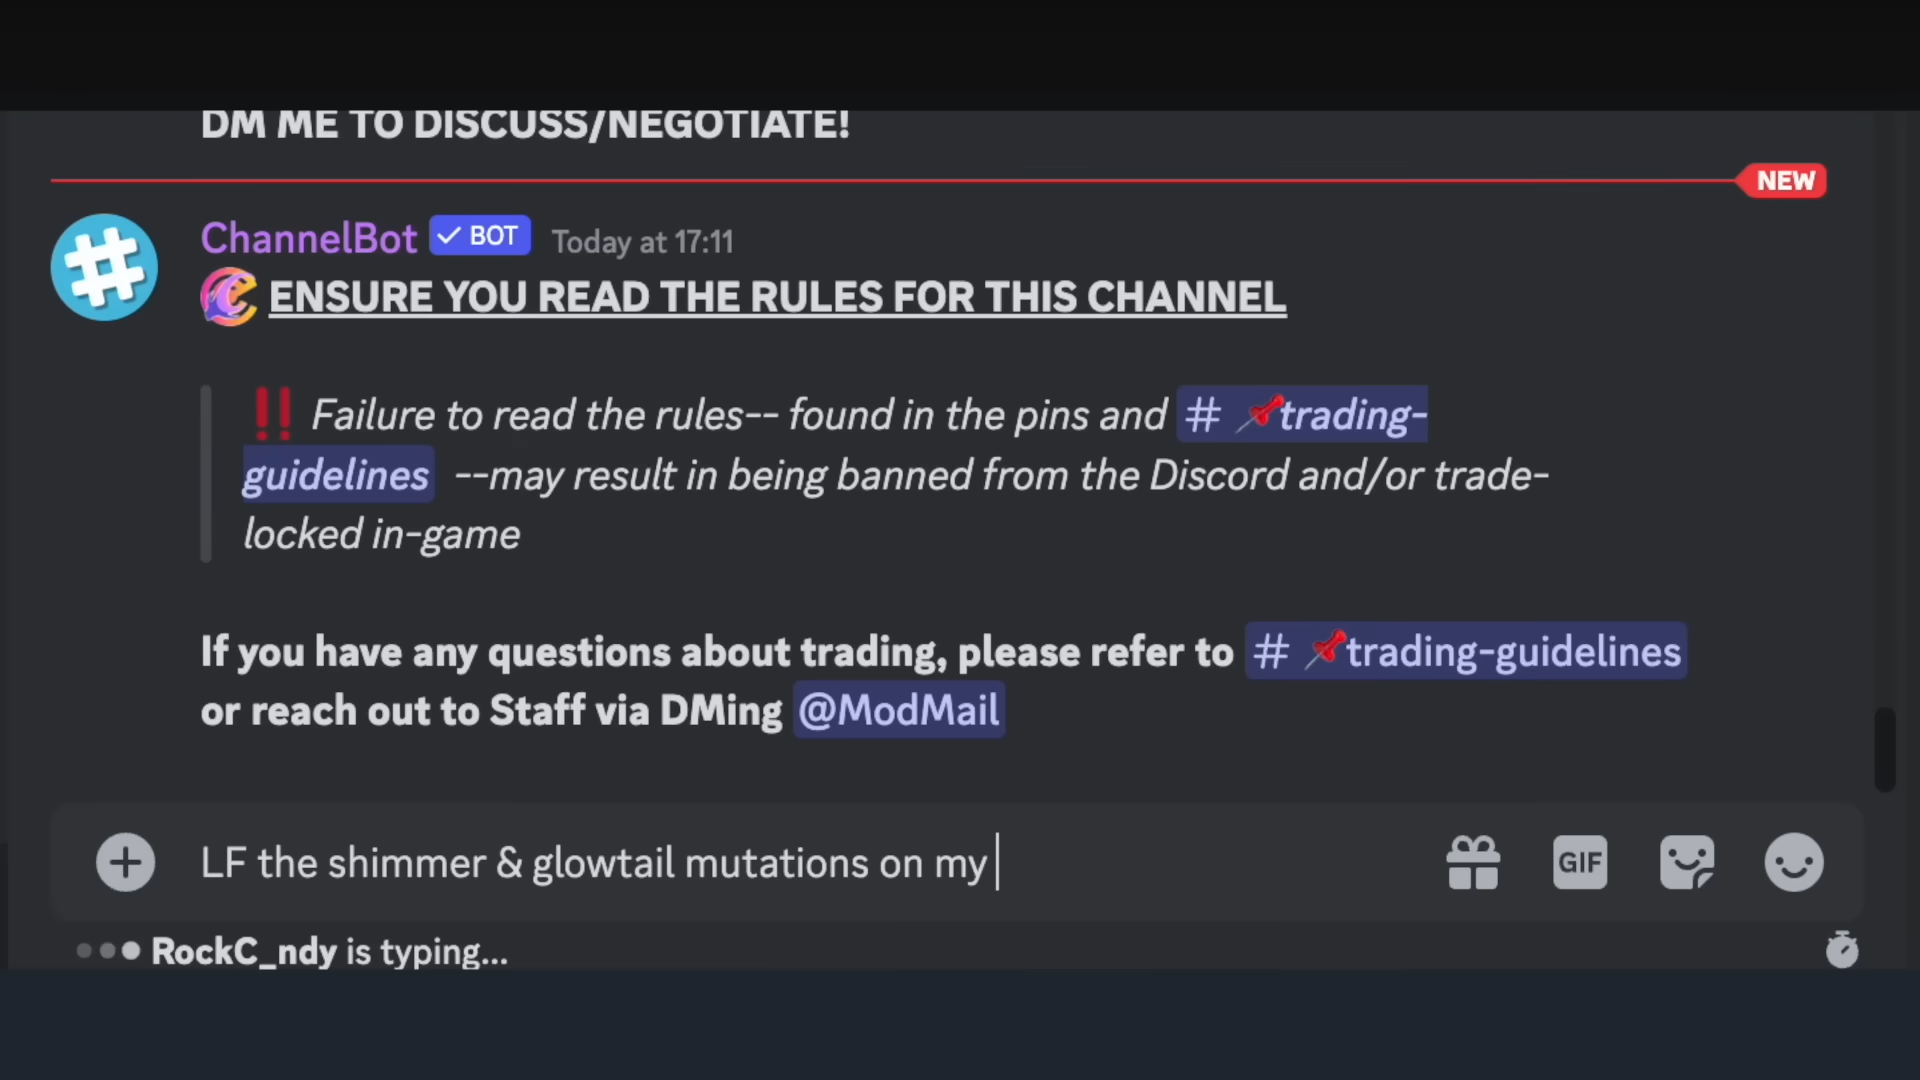 DM ME TO DISCUSS/NEGOTIATE!
NEW
ChannelBot ✓ BOT Today at 17:11
ENSURE YOU READ THE RULES FOR THIS CHANNEL
‼ Failure to read the rules-- found in the pins and # 📌trading-
guidelines --may result in being banned from the Discord and/or trade-
locked in-game
If you have any questions about trading, please refer to # 📌trading-guidelines
or reach out to Staff via DMing @ModMail
LF the shimmer & glowtail mutations on my
GIF
RockC_ndy is typing...